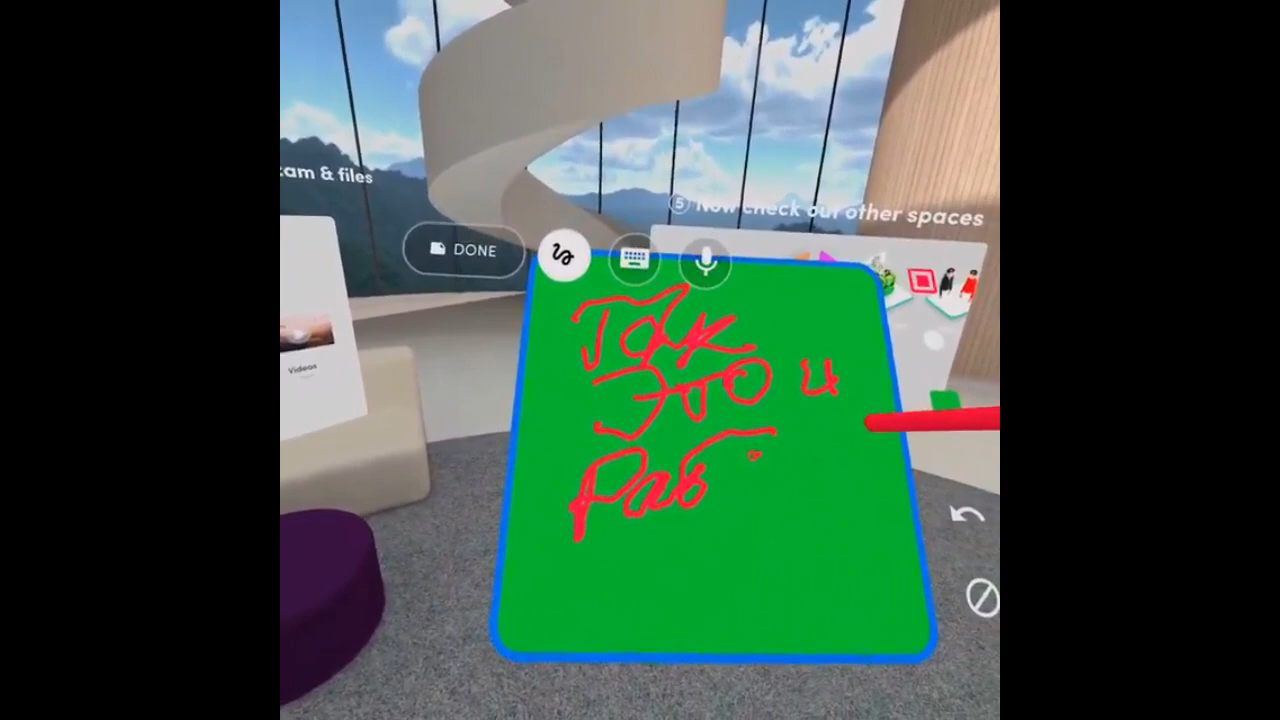 cam & files
DONE
5 Now check out other spaces
Videos
Так
это и
раб